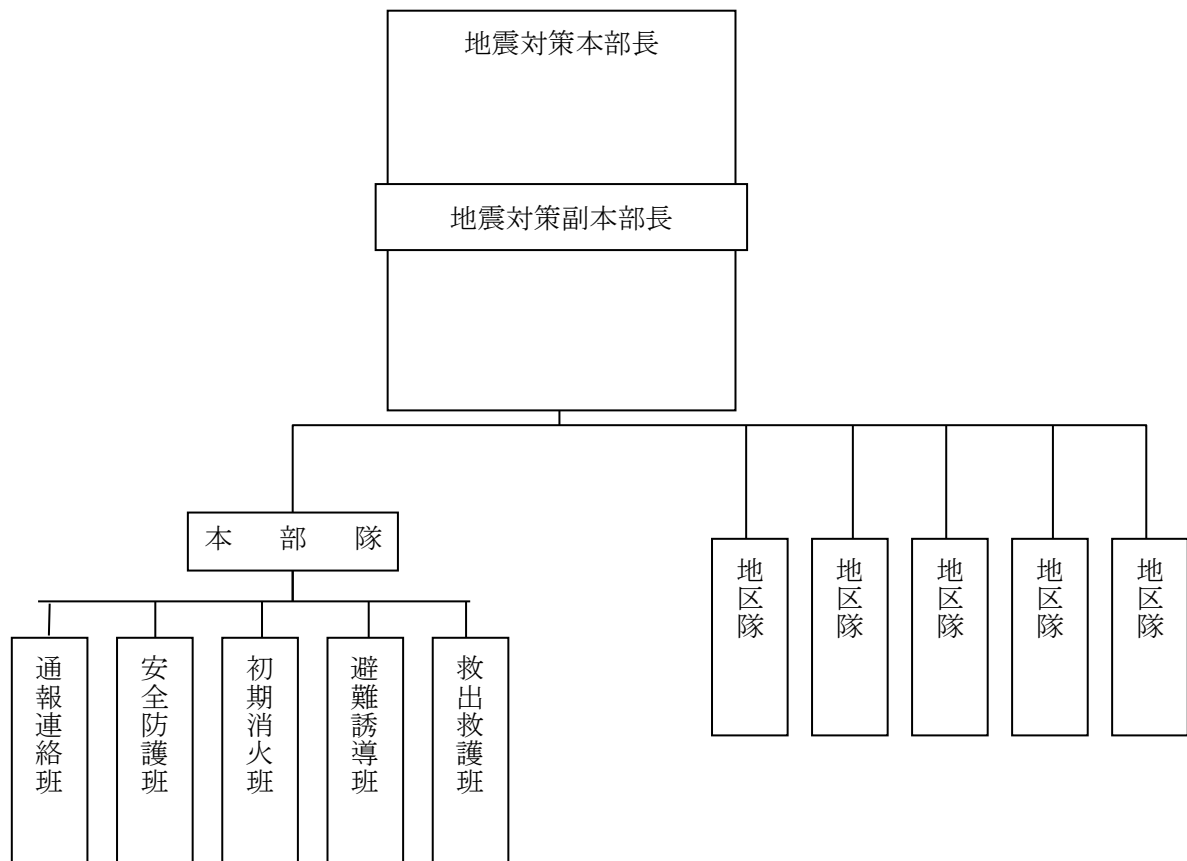 地震対策本部長
地震対策副本部長
本　部　隊
通報連絡班
安全防護班
初期消火班
避難誘導班
救出救護班
地区隊
地区隊
地区隊
地区隊
地区隊